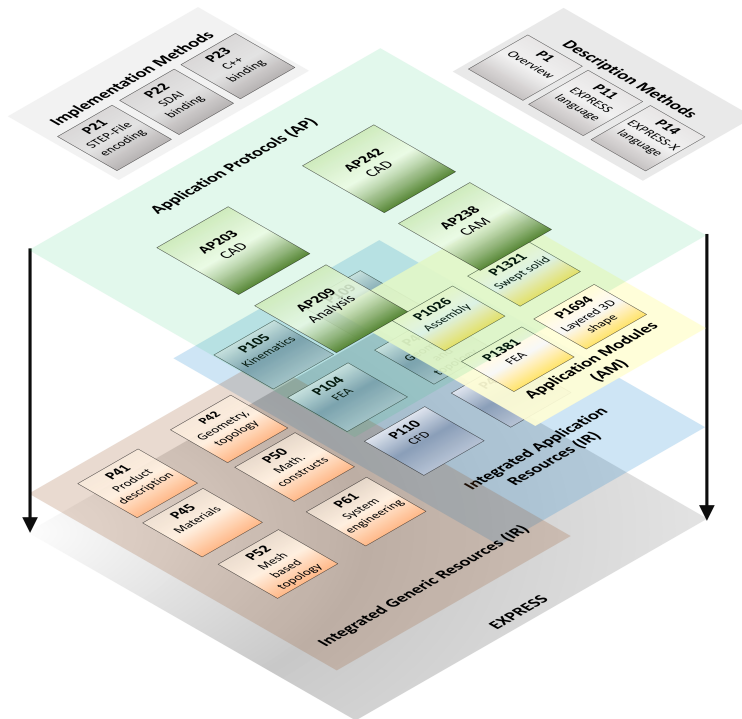 Implementation Methods
P21
STEP-File
encoding
P22
SDAI
binding
P23
C++
binding
Description Methods
P1
Overview
P11
EXPRESS
language
P14
EXPRESS-X
language
Application Protocols (AP)
AP242
CAD
AP238
CAM
AP203
CAD
AP209
Analysis
P1321
Swept solid
P1026
Assembly
P1694
Layered 3D
shape
P1381
FEA
Application Modules
(AM)
P105
Kinematics
P104
FEA
P110
CFD
Integrated Application
Resources (IR)
P42
Geometry,
topology
P41
Product
description
P50
Math.
constructs
P45
Materials
P61
System
engineering
P52
Mesh
based
topology
Integrated Generic Resources (IR)
EXPRESS